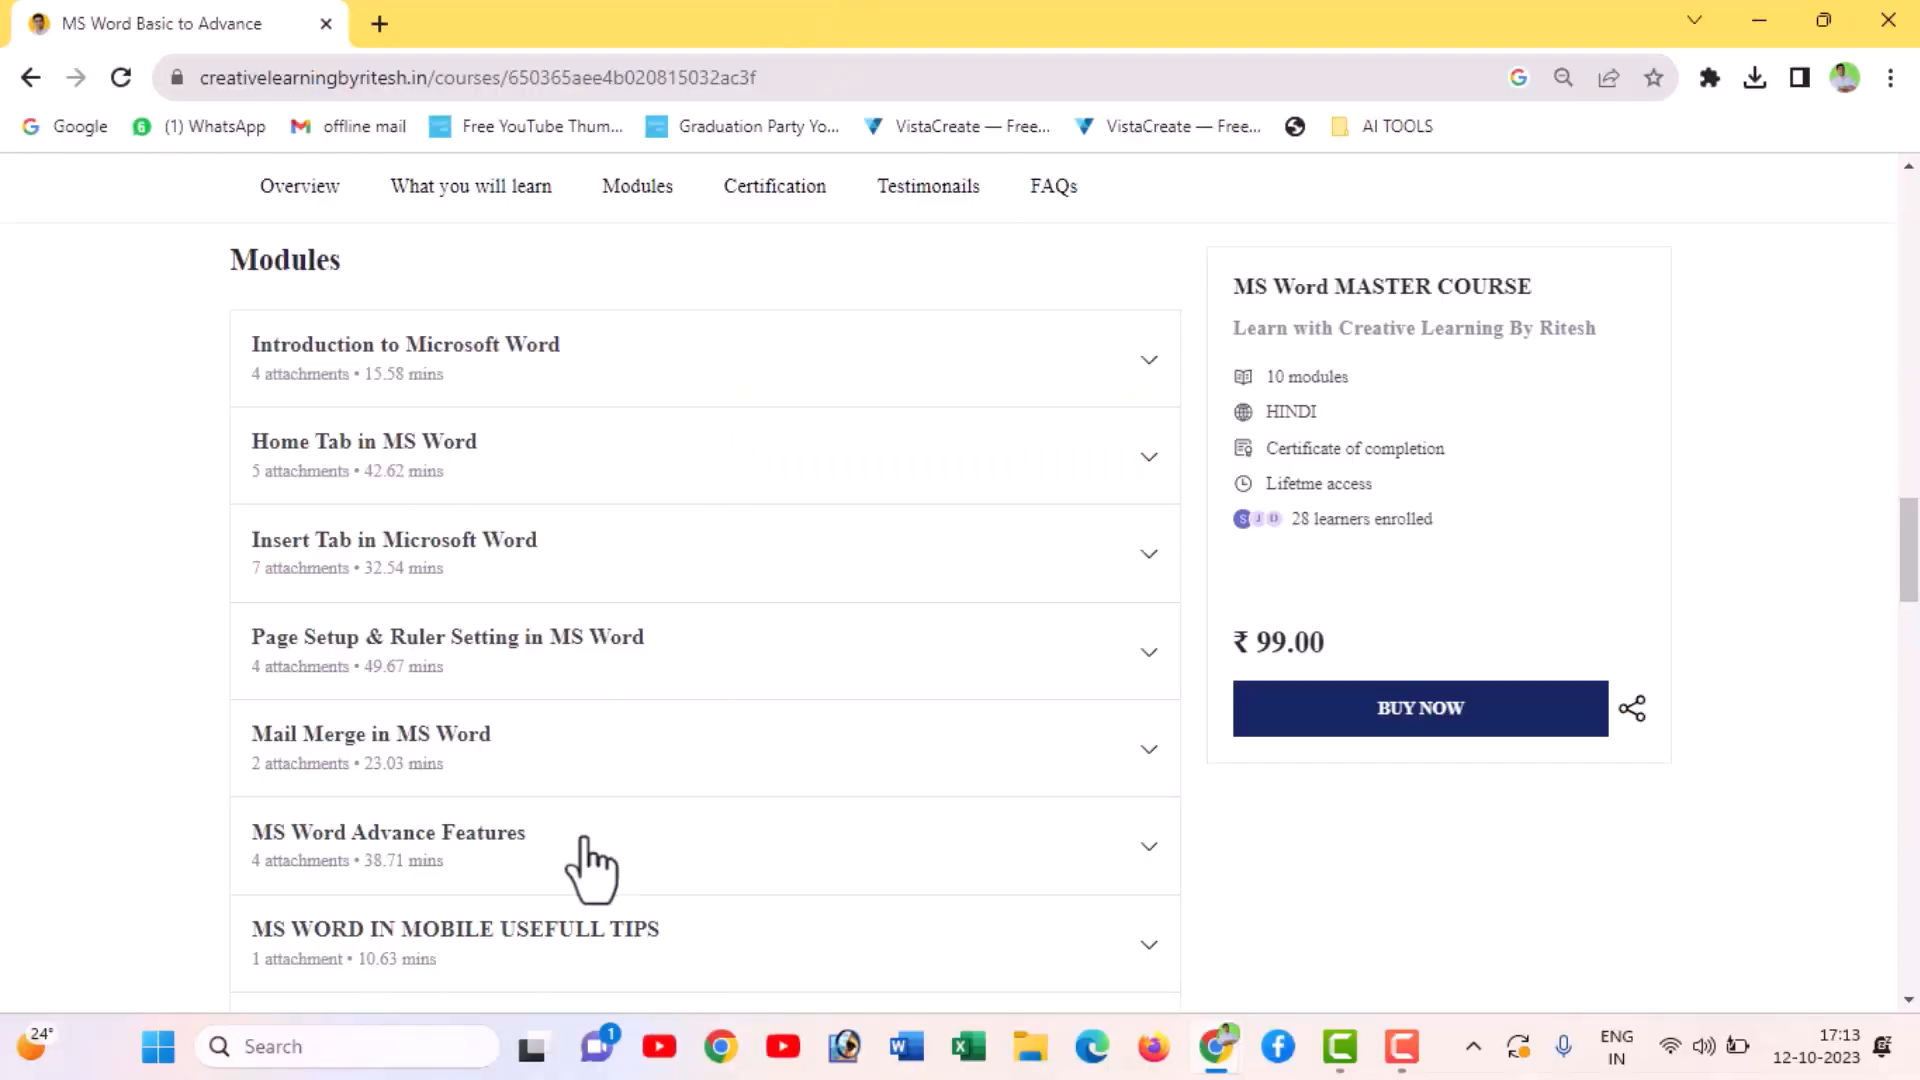 MS Word Basic to Advance
creativelearningbyritesh.in/courses/650365aee4b020815032ac3f
Google
(1) WhatsApp
offline mail
Free YouTube Thum...
Graduation Party Yo...
VistaCreate — Free...
VistaCreate — Free...
AI TOOLS
Overview
What you will learn
Modules
Certification
Testimonails
FAQs
Modules
Introduction to Microsoft Word
4 attachments • 15.58 mins
Home Tab in MS Word
5 attachments • 42.62 mins
Insert Tab in Microsoft Word
7 attachments • 32.54 mins
Page Setup & Ruler Setting in MS Word
4 attachments • 49.67 mins
Mail Merge in MS Word
2 attachments • 23.03 mins
MS Word Advance Features
4 attachments • 38.71 mins
MS WORD IN MOBILE USEFULL TIPS
1 attachment • 10.63 mins
MS Word MASTER COURSE
Learn with Creative Learning By Ritesh
10 modules
HINDI
Certificate of completion
Lifetme access
S J D 28 learners enrolled
₹ 99.00
BUY NOW
24°
Search
1
ENG
IN
17:13
12-10-2023